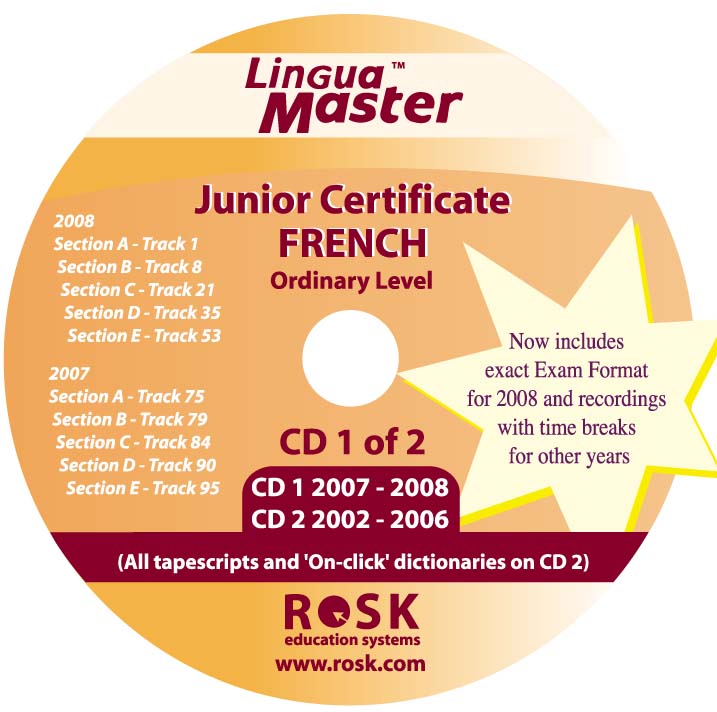 Lingua™
Master
Junior Certificate
FRENCH
Ordinary Level
2008
Section A - Track 1
Section B - Track 8
Section C - Track 21
Section D - Track 35
Section E - Track 53
2007
Section A - Track 75
Section B - Track 79
Section C - Track 84
Section D - Track 90
Section E - Track 95
Now includes
exact Exam Format
for 2008 and recordings
with time breaks
for other years
CD 1 of 2
CD 1 2007 - 2008
CD 2 2002 - 2006
(All tapescripts and 'On-click' dictionaries on CD 2)
ROSK
education systems
www.rosk.com